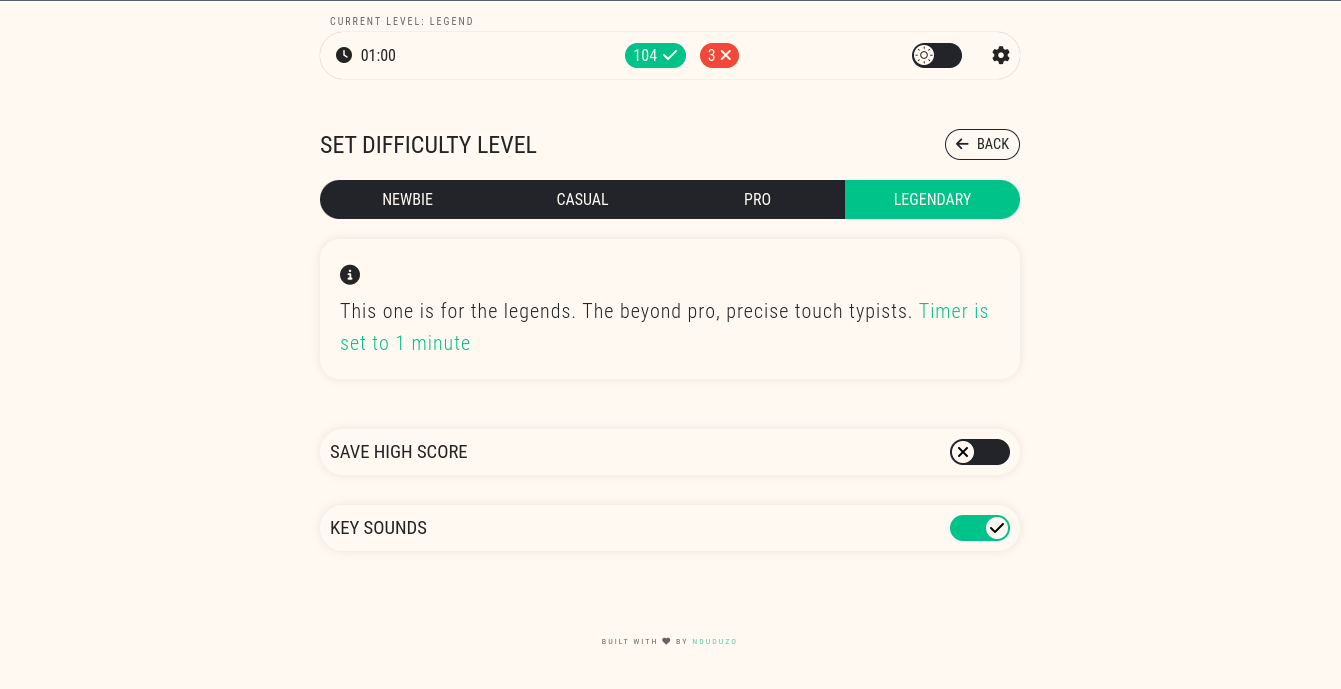 CURRENT LEVEL: LEGEND
01:00
104
3
SET DIFFICULTY LEVEL
BACK
NEWBIE
CASUAL
PRO
LEGENDARY
This one is for the legends. The beyond pro, precise touch typists. Timer is
set to 1 minute
SAVE HIGH SCORE
KEY SOUNDS
BUILT WITH BY NDUDUZO